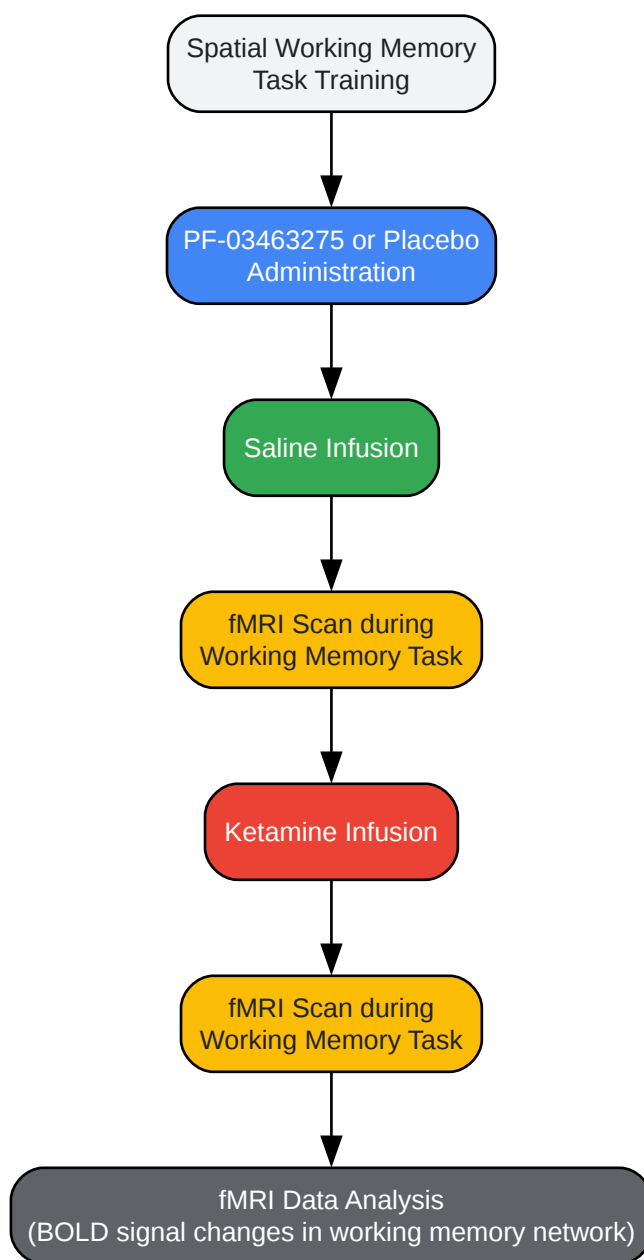 Spatial Working Memory
Task Training
PF-03463275 or Placebo
Administration
Saline Infusion
fMRI Scan during
Working Memory Task
Ketamine Infusion
fMRI Scan during
Working Memory Task
fMRI Data Analysis
(BOLD signal changes in working memory network)